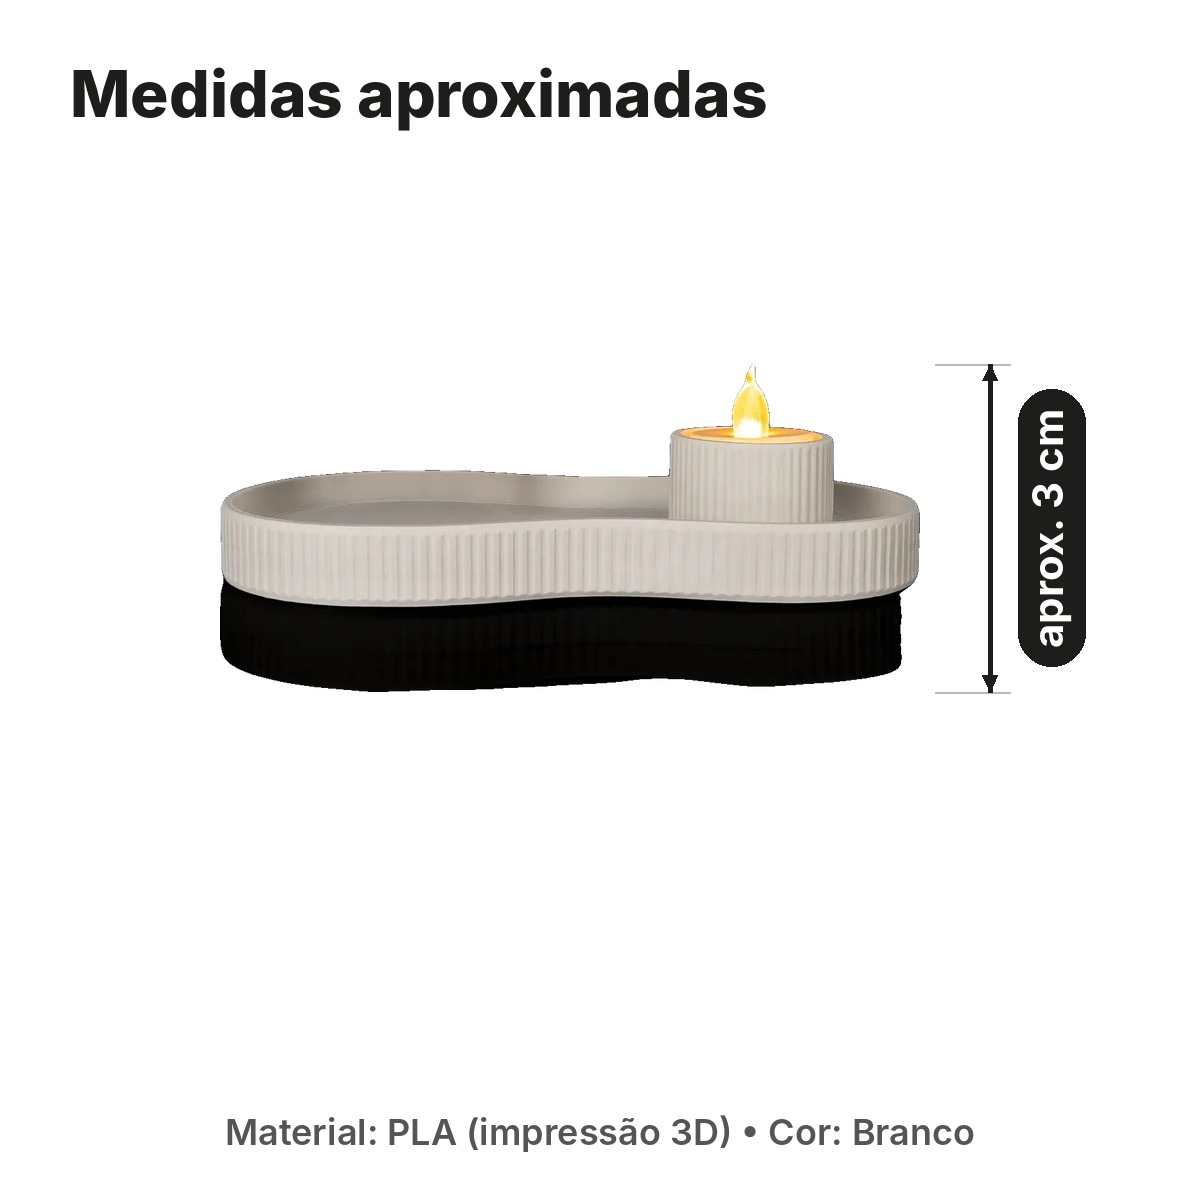 Medidas aproximadas
aprox. 3 cm
Material: PLA (impressão 3D) • Cor: Branco